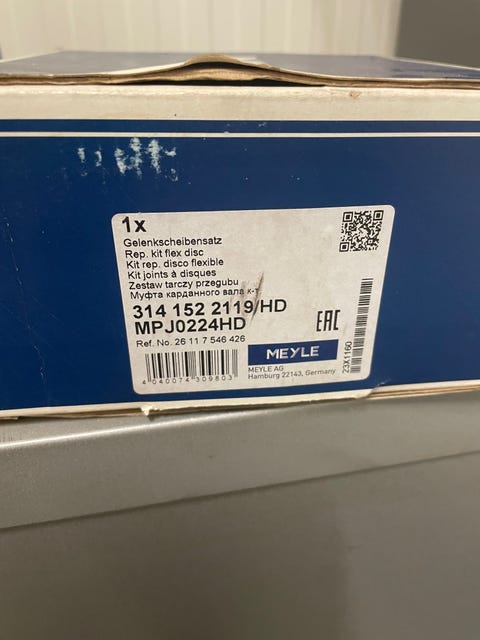 1x
Gelenkscheibensatz
Rep. kit flex disc
Kit rep. disco flexible
Kit joints à disques
Zestaw tarczy przegubu
Муфта карданного вала к-т.
314 152 2119/HD
MPJ0224HD
Ref. No. 26 11 7 546 426
EAC
4 040074 309803
MEYLE
MEYLE AG
Hamburg 22143, Germany
23X1160